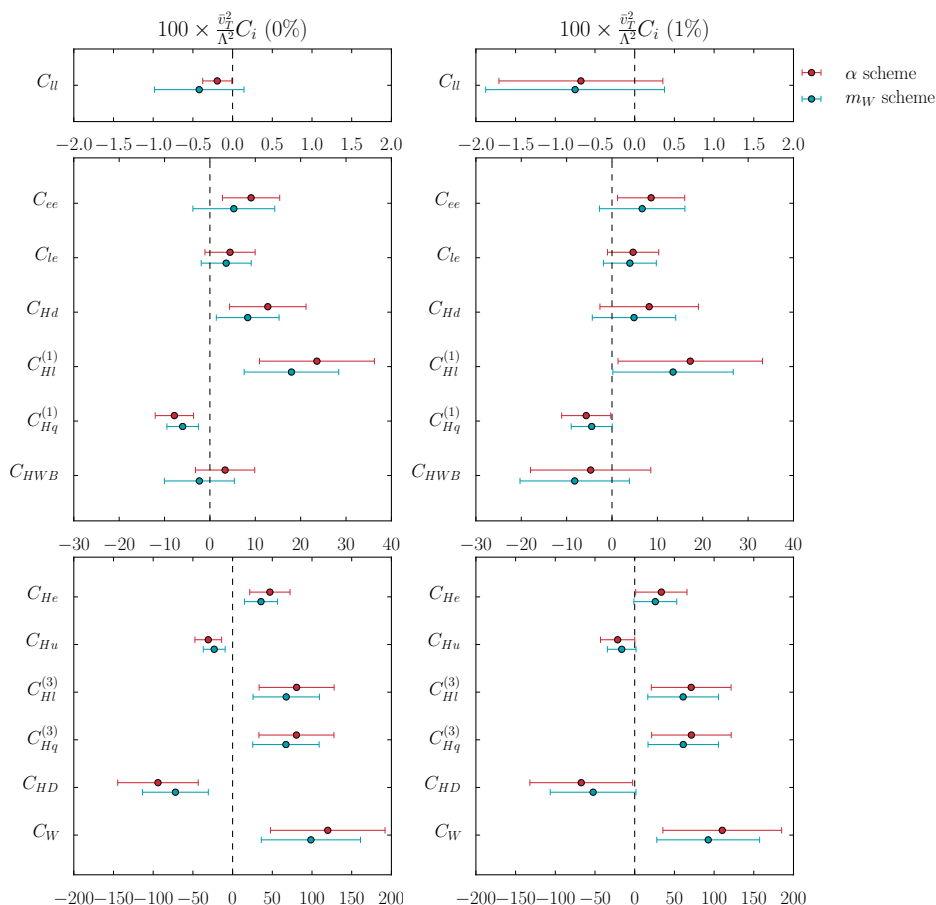 100 × v̄_T²/Λ² C_i (0%)
100 × v̄_T²/Λ² C_i (1%)
C_ll
C_ll
α scheme
m_W scheme
−2.0 −1.5 −1.0 −0.5 0.0 0.5 1.0 1.5 2.0
−2.0 −1.5 −1.0 −0.5 0.0 0.5 1.0 1.5 2.0
C_ee
C_ee
C_le
C_le
C_Hd
C_Hd
C_Hl^(1)
C_Hl^(1)
C_Hq^(1)
C_Hq^(1)
C_HWB
C_HWB
−30 −20 −10 0 10 20 30 40
−30 −20 −10 0 10 20 30 40
C_He
C_He
C_Hu
C_Hu
C_Hl^(3)
C_Hl^(3)
C_Hq^(3)
C_Hq^(3)
C_HD
C_HD
C_W
C_W
−200 −150 −100 −50 0 50 100 150 200
−200 −150 −100 −50 0 50 100 150 200